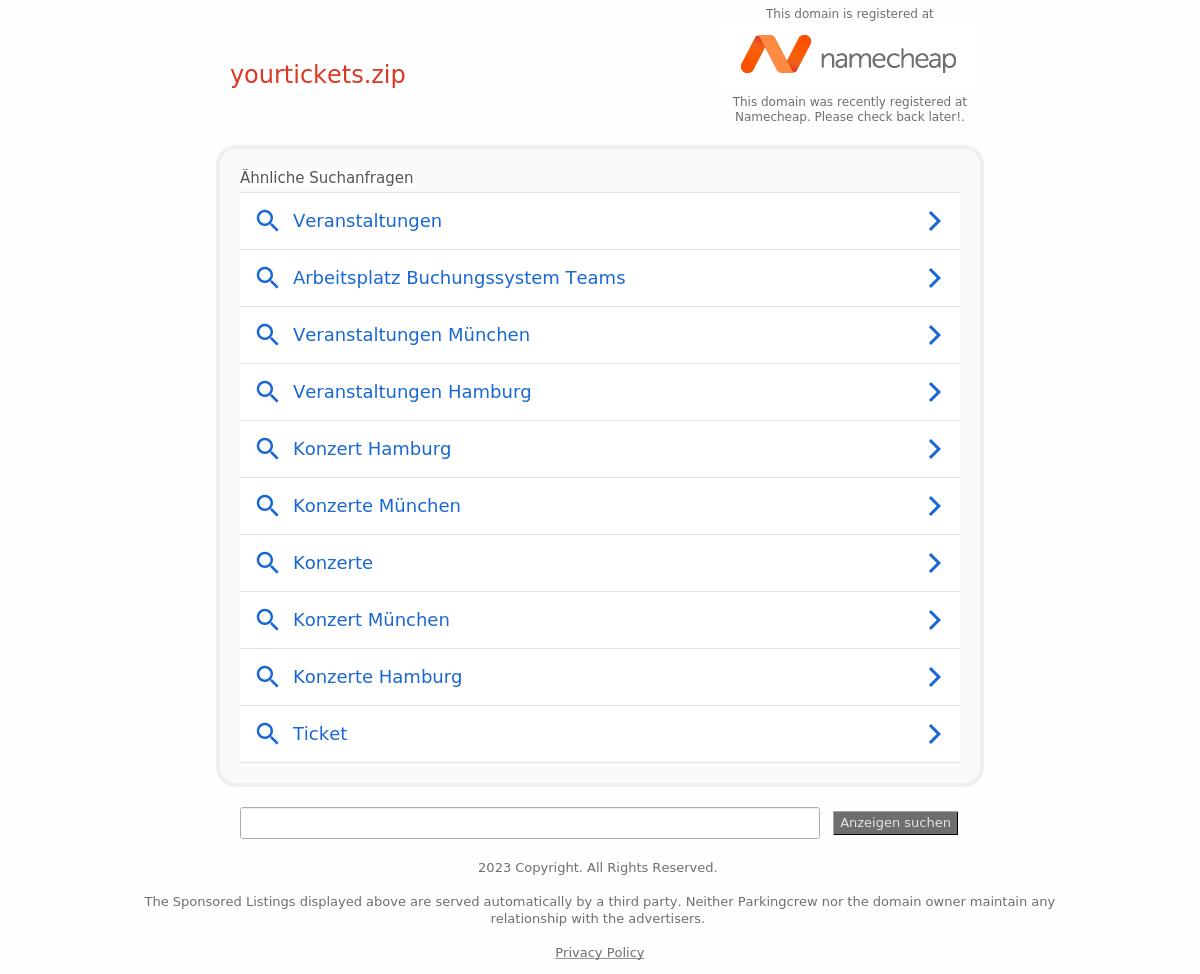 This domain is registered at
namecheap
yourtickets.zip
This domain was recently registered at
Namecheap. Please check back later!.
Ähnliche Suchanfragen
Veranstaltungen
Arbeitsplatz Buchungssystem Teams
Veranstaltungen München
Veranstaltungen Hamburg
Konzert Hamburg
Konzerte München
Konzerte
Konzert München
Konzerte Hamburg
Ticket
Anzeigen suchen
2023 Copyright. All Rights Reserved.
The Sponsored Listings displayed above are served automatically by a third party. Neither Parkingcrew nor the domain owner maintain any
relationship with the advertisers.
Privacy Policy